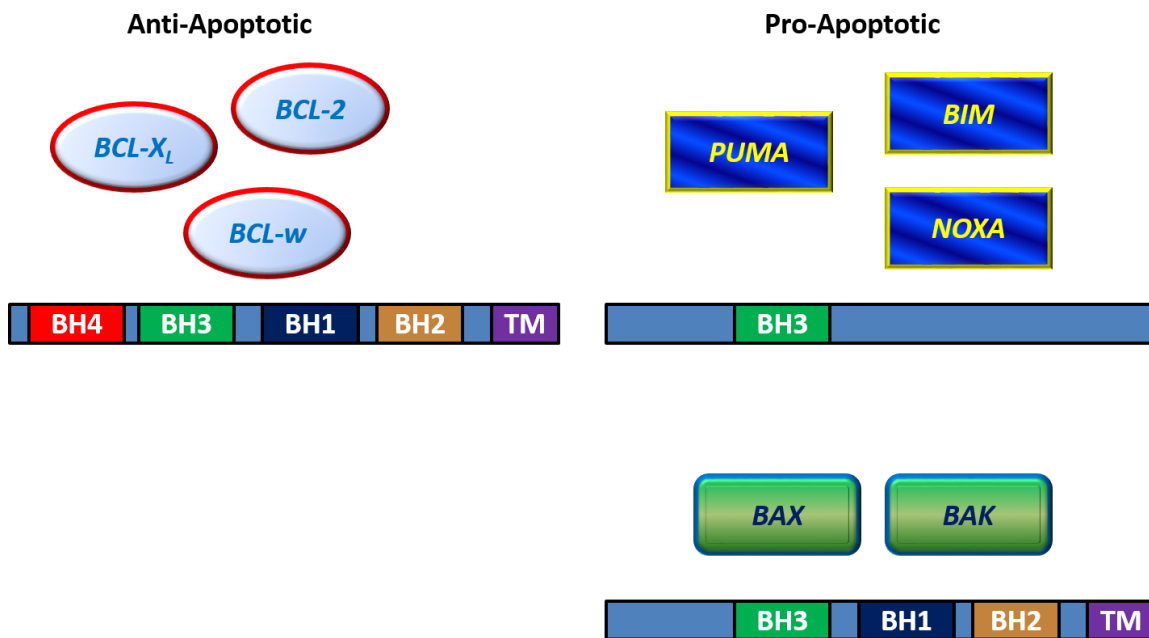 Anti-Apoptotic
BCL-2
BCL-XL
BCL-w
BH4 BH3 BH1 BH2 TM
Pro-Apoptotic
BIM
PUMA
NOXA
BH3
BAX BAK
BH3 BH1 BH2 TM